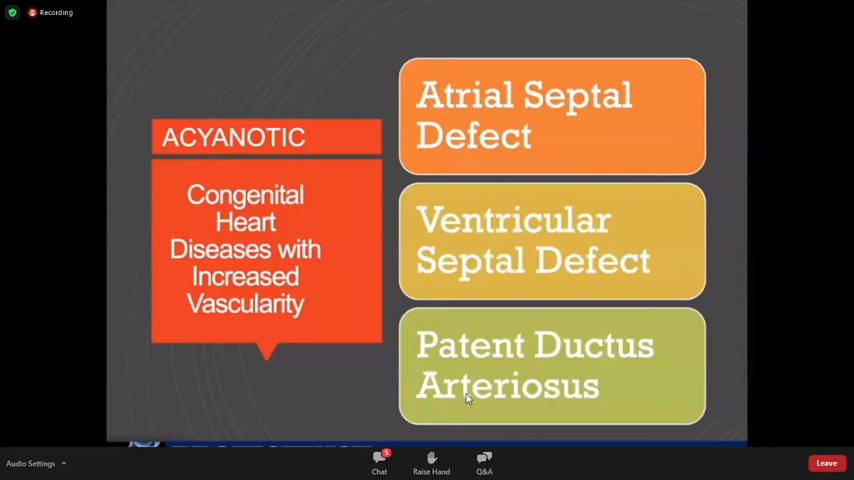 Recording
ACYANOTIC
Congenital
Heart
Diseases with
Increased
Vascularity
Atrial Septal
Defect
Ventricular
Septal Defect
Patent Ductus
Arteriosus
Audio Settings
5
Chat
Raise Hand
Q&A
Leave